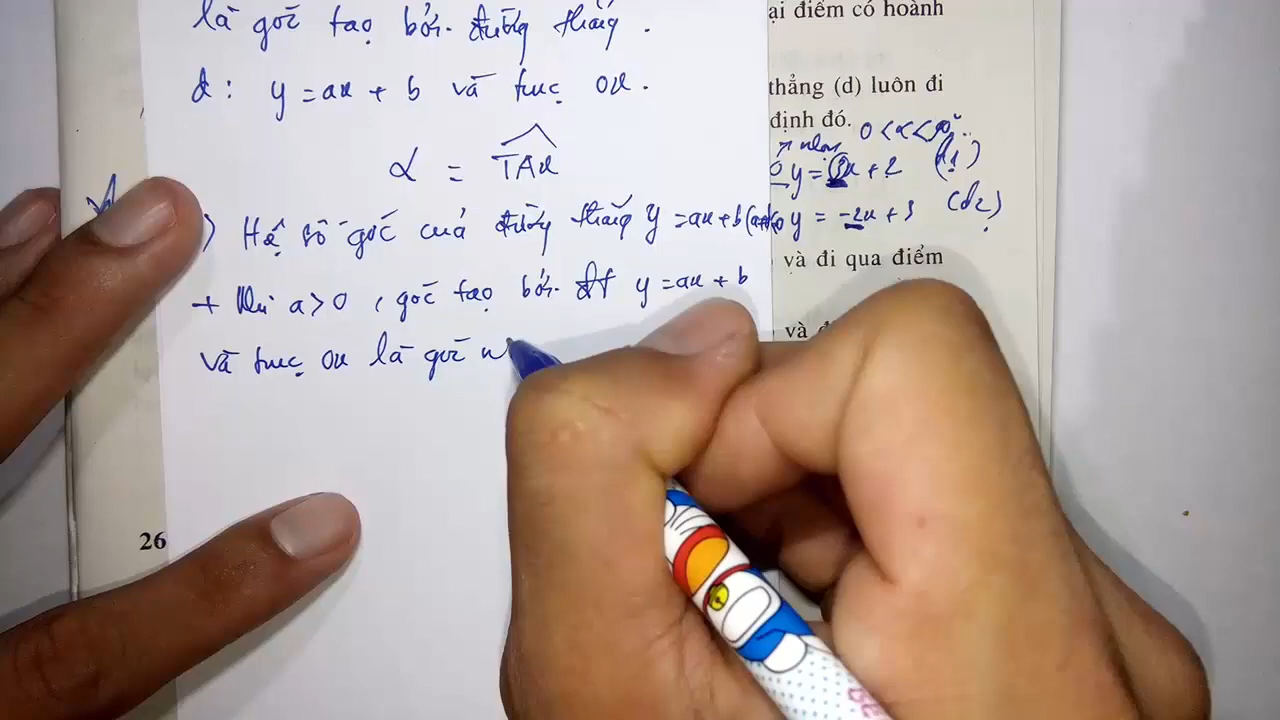 là góc tạo bởi đường thẳng.
d: y = ax + b và trục ox.
α = TAx
) Hệ số góc của đường thẳng y = ax + b
+ Khi a > 0, góc tạo bởi đt y = ax + b
và trục ox là góc n
26
ại điểm có hoành
thẳng (d) luôn đi
định đó. 0 < α < 90°
y = x + 2 (d1)
y = -2x + 3 (d2)
và đi qua điểm
và đ